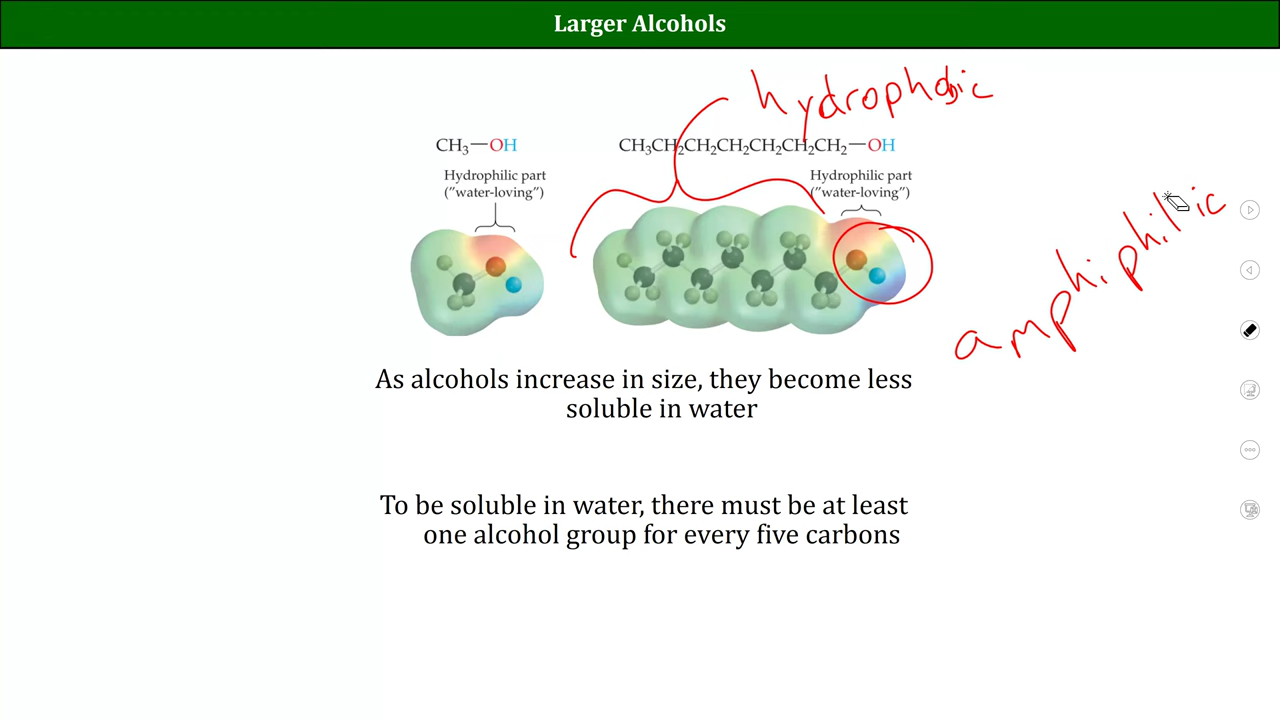 Larger Alcohols
hydrophobic
CH₃—OH
CH₃CH₂CH₂CH₂CH₂CH₂CH₂—OH
Hydrophilic part
("water-loving")
Hydrophilic part
("water-loving")
amphiphilic
As alcohols increase in size, they become less
soluble in water
To be soluble in water, there must be at least
one alcohol group for every five carbons